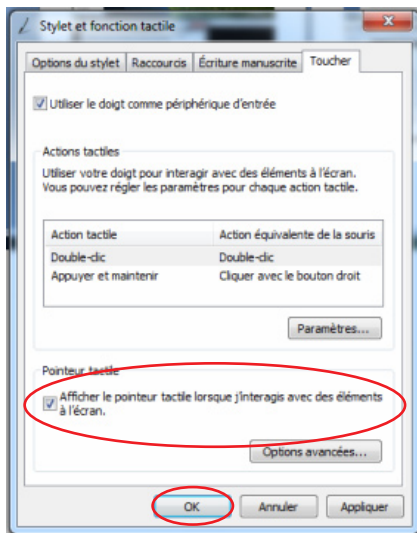 Stylet et fonction tactile
Options du stylet Raccourcis Écriture manuscrite Toucher
Utiliser le doigt comme périphérique d'entrée
Actions tactiles
Utiliser votre doigt pour interagir avec des éléments à l'écran.
Vous pouvez régler les paramètres pour chaque action tactile.
Action tactile Action équivalente de la souris
Double-clic Double-clic
Appuyer et maintenir Cliquer avec le bouton droit
Paramètres...
Pointeur tactile
Afficher le pointeur tactile lorsque j'interagis avec des éléments
à l'écran.
Options avancées...
OK Annuler Appliquer